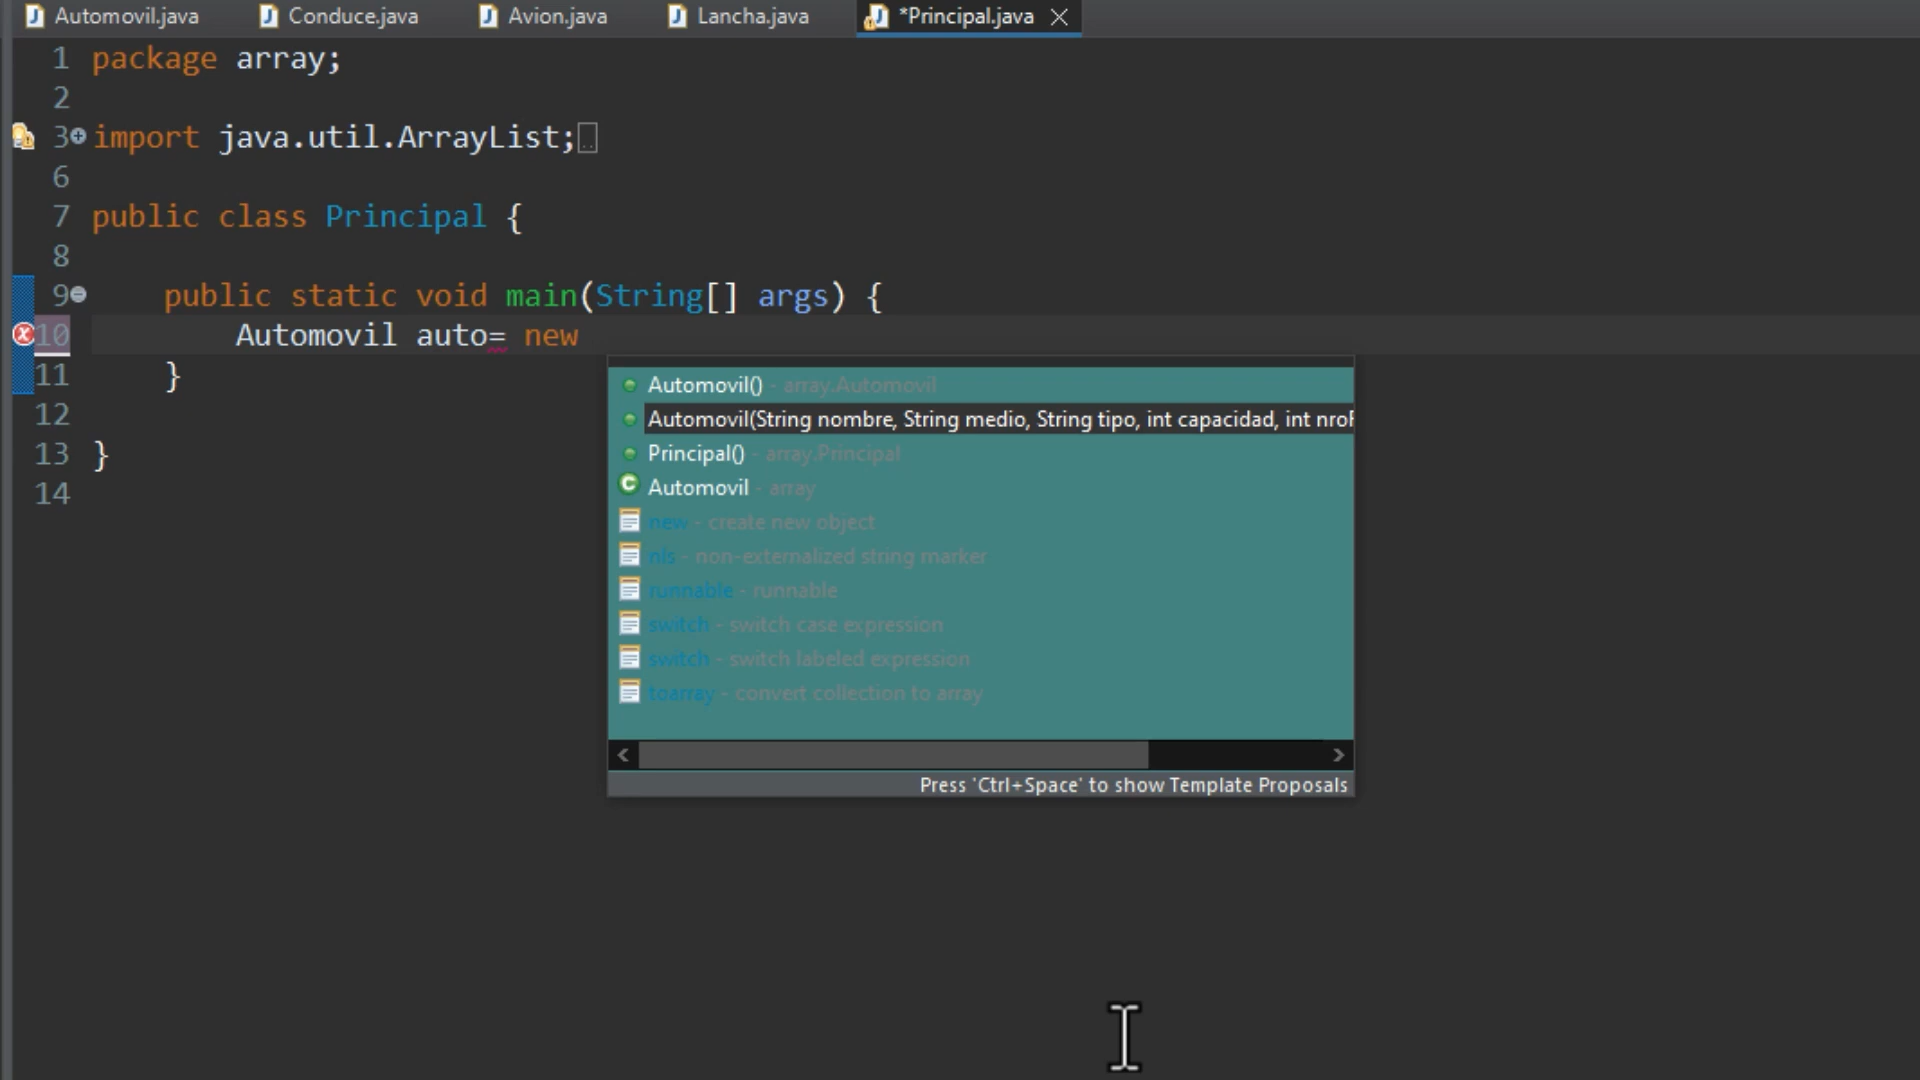 Automovil.java Conduce.java Avion.java Lancha.java *Principal.java
1 package array;
2
3 import java.util.ArrayList;
6
7 public class Principal {
8
9 public static void main(String[] args) {
10 Automovil auto= new
11 }
12
13 }
14
Automovil() - array.Automovil
Automovil(String nombre, String medio, String tipo, int capacidad, int nro
Principal() - array.Principal
Automovil - array
new - create new object
nls - non-externalized string marker
runnable - runnable
switch - switch case expression
switch - switch labeled expression
toarray - convert collection to array
Press 'Ctrl+Space' to show Template Proposals